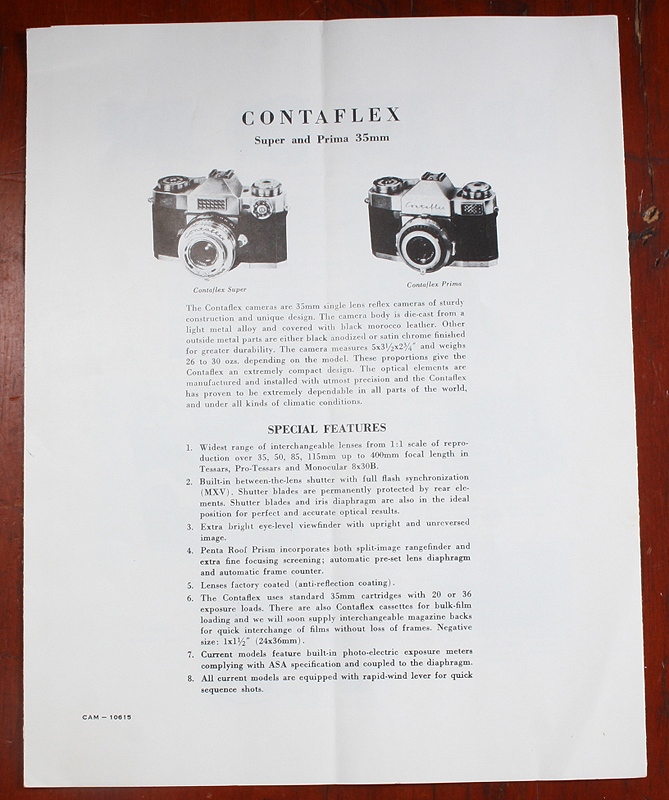 CONTAFLEX
Super and Prima 35mm
Contaflex
Contaflex
Contaflex Super
Contaflex Prima
The Contaflex cameras are 35mm single lens reflex cameras of sturdy
construction and unique design. The camera body is die-cast from a
light metal alloy and covered with black morocco leather. Other
outside metal parts are either black anodized or satin chrome finished
for greater durability. The camera measures 5x3½x2¾" and weighs
26 to 30 ozs. depending on the model. These proportions give the
Contaflex an extremely compact design. The optical elements are
manufactured and installed with utmost precision and the Contaflex
has proven to be extremely dependable in all parts of the world,
and under all kinds of climatic conditions.
SPECIAL FEATURES
1. Widest range of interchangeable lenses from 1:1 scale of repro-
duction over 35, 50, 85, 115mm up to 400mm focal length in
Tessars, Pro-Tessars and Monocular 8x30B.
2. Built-in between-the-lens shutter with full flash synchronization
(MXV). Shutter blades are permanently protected by rear ele-
ments. Shutter blades and iris diaphragm are also in the ideal
position for perfect and accurate optical results.
3. Extra bright eye-level viewfinder with upright and unreversed
image.
4. Penta Roof Prism incorporates both split-image rangefinder and
extra fine focusing screening; automatic pre-set lens diaphragm
and automatic frame counter.
5. Lenses factory coated (anti-reflection coating).
6. The Contaflex uses standard 35mm cartridges with 20 or 36
exposure loads. There are also Contaflex cassettes for bulk-film
loading and we will soon supply interchangeable magazine backs
for quick interchange of films without loss of frames. Negative
size: 1x1½" (24x36mm).
7. Current models feature built-in photo-electric exposure meters
complying with ASA specification and coupled to the diaphragm.
8. All current models are equipped with rapid-wind lever for quick
sequence shots.
CAM — 10615